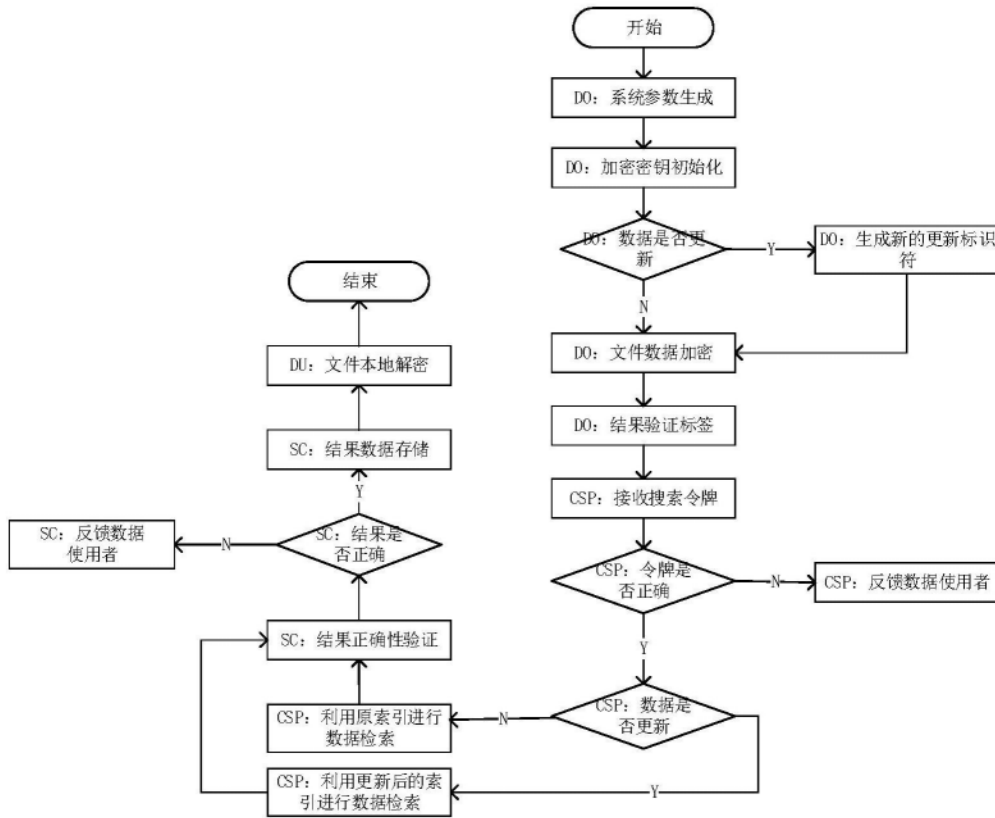 开始
DO：系统参数生成
DO：加密密钥初始化
DO：数据是否更
新
Y
DO：生成新的更新标识
符
N
DO：文件数据加密
DO：结果验证标签
CSP：接收搜索令牌
CSP：令牌是
否正确
N
CSP：反馈数据使用者
Y
CSP：数据是
否更新
N
CSP：利用原索引进行
数据检索
Y
CSP：利用更新后的索
引进行数据检索
SC：结果正确性验证
SC：结果是
否正确
N
SC：反馈数据
使用者
Y
SC：结果数据存储
DU：文件本地解密
结束